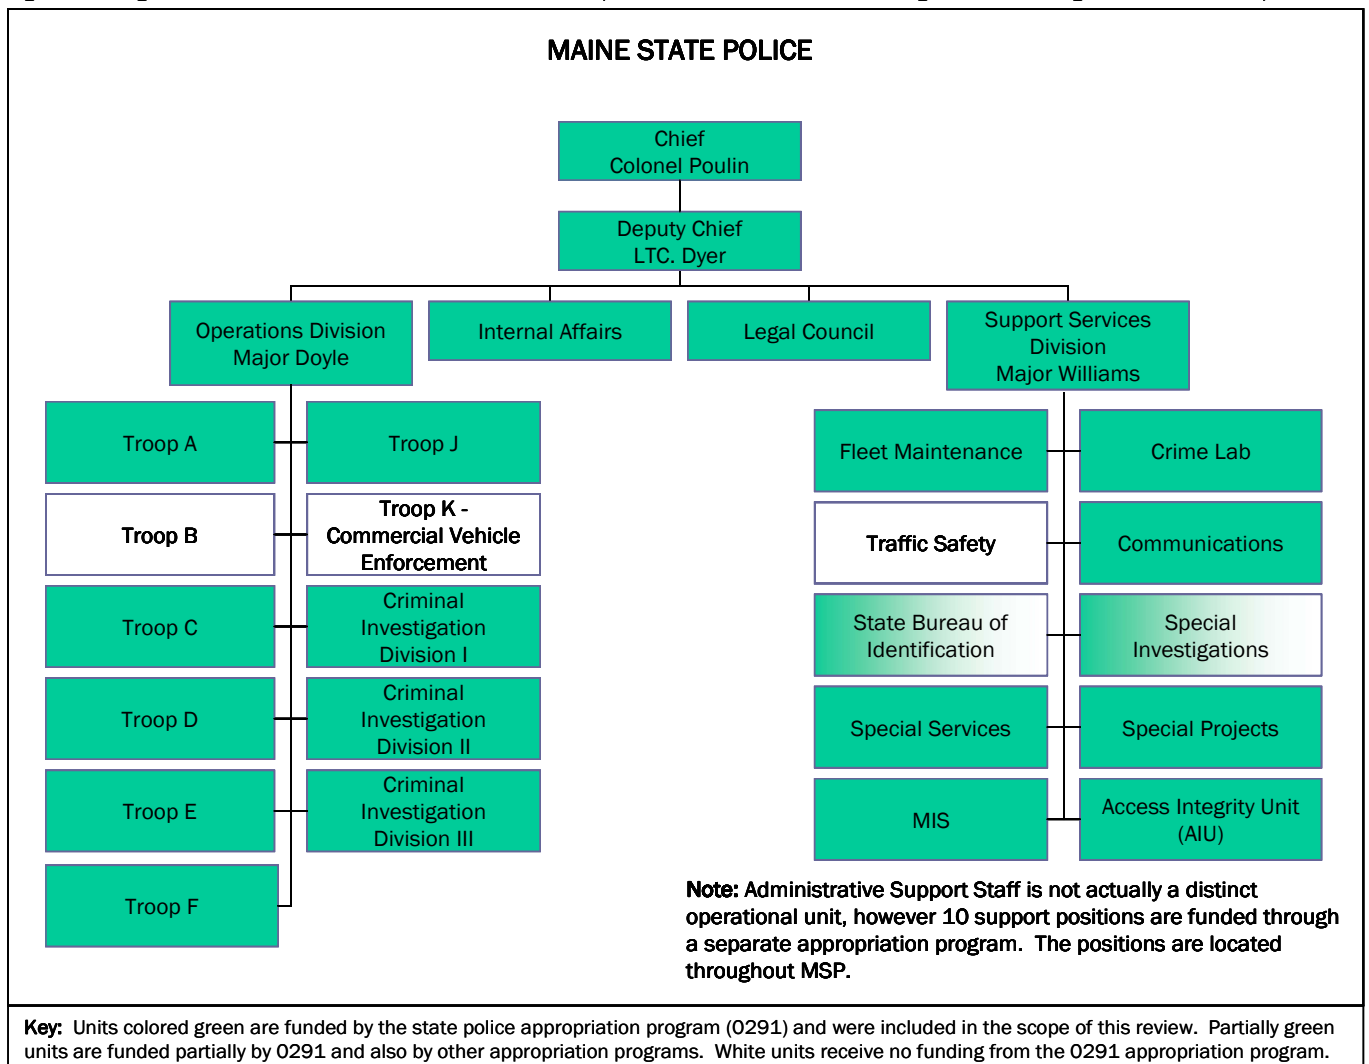 MAINE STATE POLICE
Chief
Colonel Poulin
Deputy Chief
LTC. Dyer
Operations Division
Major Doyle
Internal Affairs
Legal Council
Support Services
Division
Major Williams
Troop A
Troop J
Troop B
Troop K -
Commercial Vehicle
Enforcement
Troop C
Criminal
Investigation
Division I
Troop D
Criminal
Investigation
Division II
Troop E
Criminal
Investigation
Division III
Troop F
Fleet Maintenance
Crime Lab
Traffic Safety
Communications
State Bureau of
Identification
Special
Investigations
Special Services
Special Projects
MIS
Access Integrity Unit
(AIU)
Note: Administrative Support Staff is not actually a distinct
operational unit, however 10 support positions are funded through
a separate appropriation program. The positions are located
throughout MSP.
Key: Units colored green are funded by the state police appropriation program (0291) and were included in the scope of this review. Partially green
units are funded partially by 0291 and also by other appropriation programs. White units receive no funding from the 0291 appropriation program.